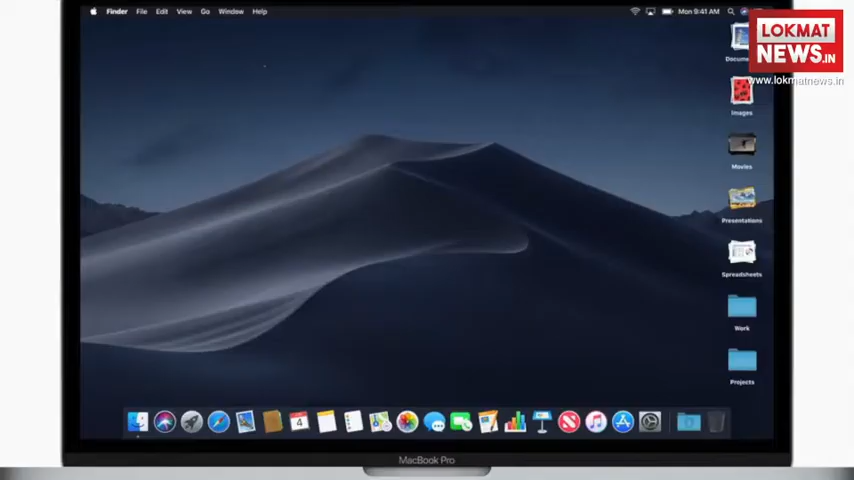 Finder File Edit View Go Window Help
Mon 9:41 AM
LOKMAT
NEWS.IN
www.lokmatnews.in
Images
Movies
Presentations
Spreadsheets
Work
Projects
4
MacBook Pro